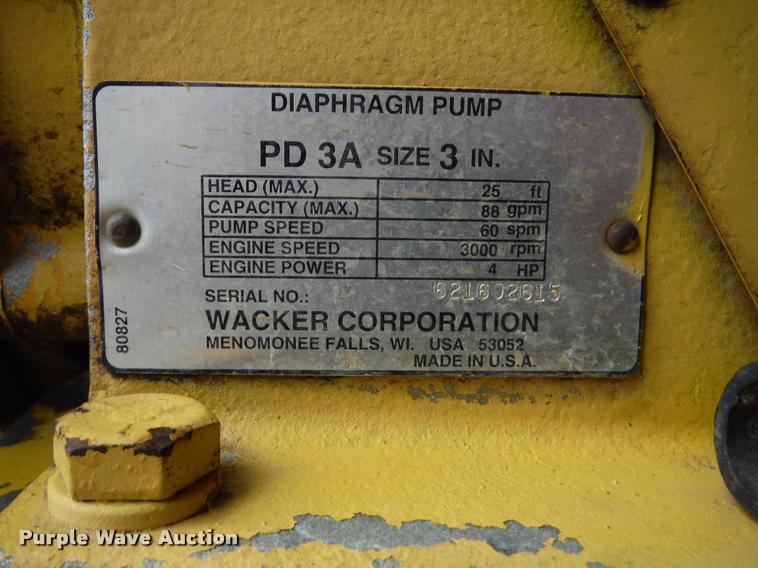 DIAPHRAGM PUMP
PD 3A SIZE 3 IN.
HEAD (MAX.) 25 ft
CAPACITY (MAX.) 88 gpm
PUMP SPEED 60 spm
ENGINE SPEED 3000 rpm
ENGINE POWER 4 HP
SERIAL NO.: 621602615
WACKER CORPORATION
MENOMONEE FALLS, WI. USA 53052
MADE IN U.S.A.
80827
Purple Wave Auction